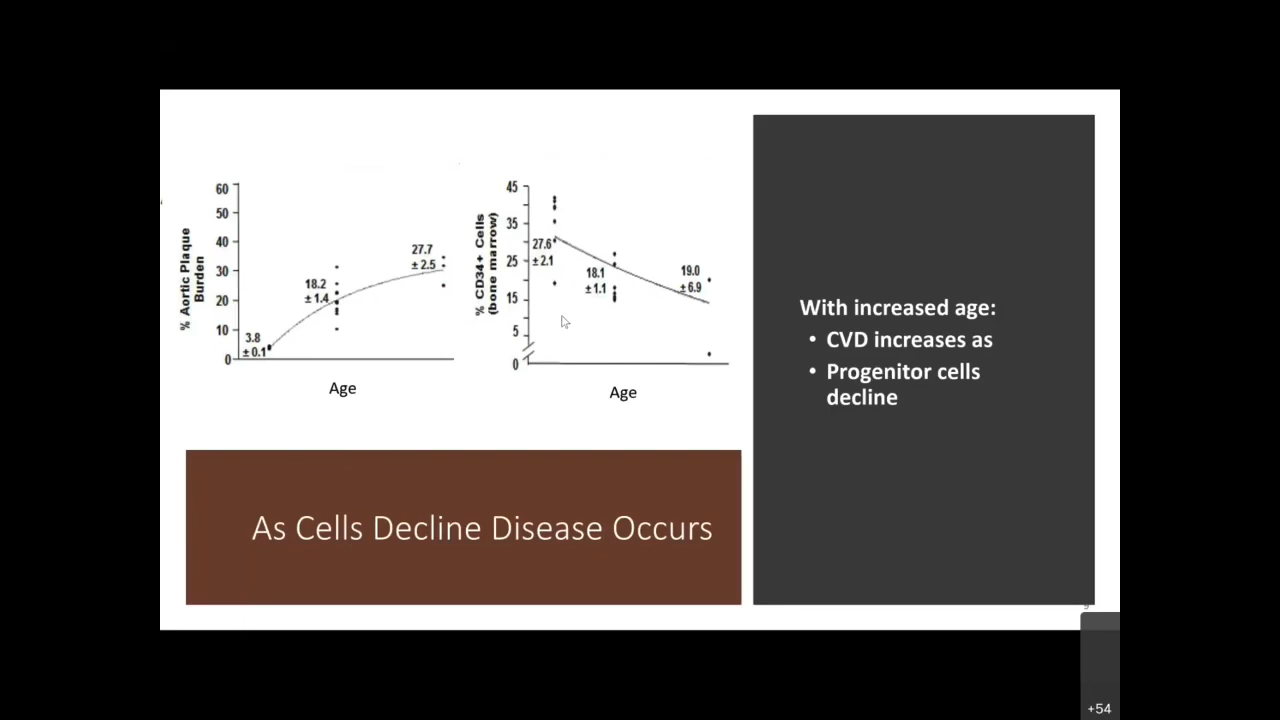 60
50
40
30
20
10
0
% Aortic Plaque
Burden
3.8
± 0.1
18.2
± 1.4
27.7
± 2.5
Age
45
35
25
15
5
0
% CD34+ Cells
(bone marrow)
27.6
± 2.1
18.1
± 1.1
19.0
± 6.9
Age
With increased age:
• CVD increases as
• Progenitor cells
decline
As Cells Decline Disease Occurs
9
+54